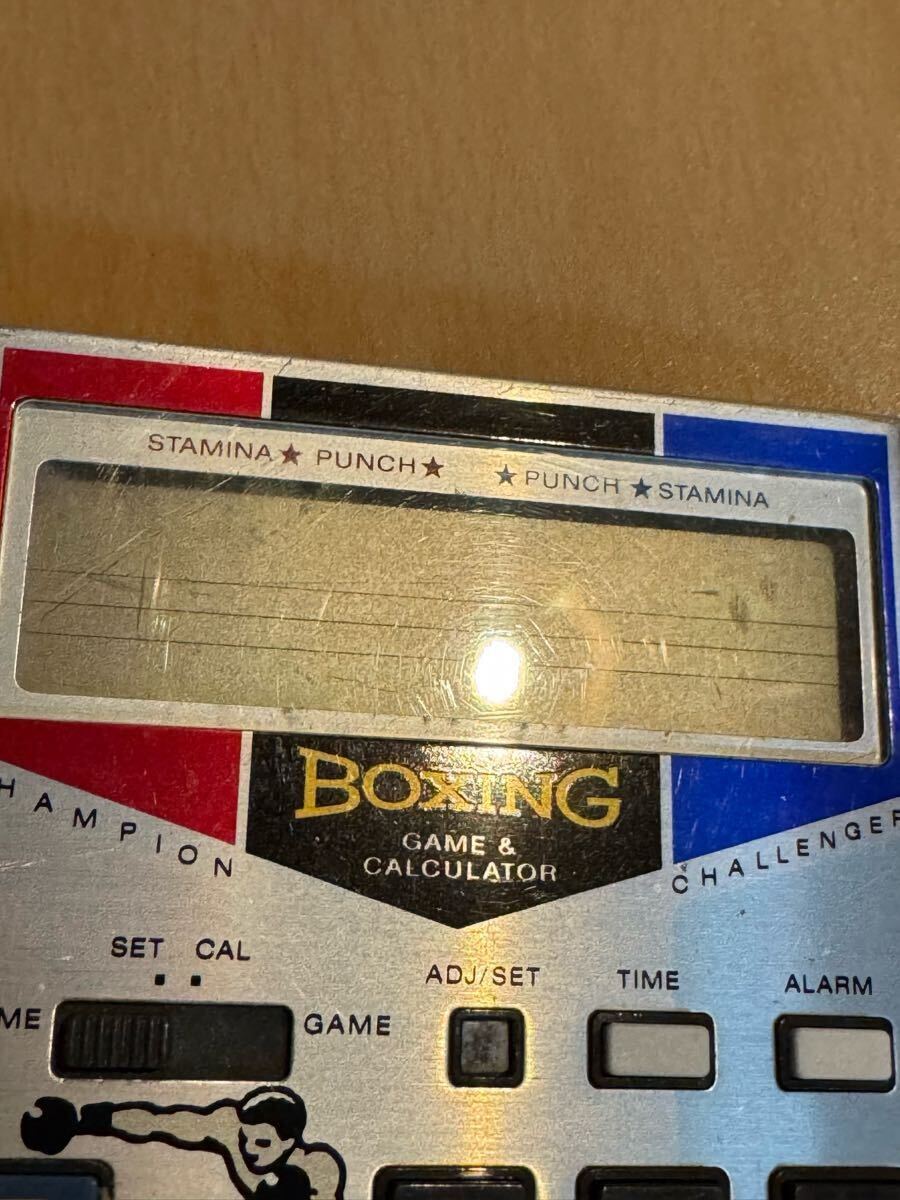 STAMINA★ PUNCH★ ★PUNCH ★STAMINA
BOXING
GAME &
CALCULATOR
HAMPION
CHALLENGER
SET CAL
ADJ/SET TIME ALARM
ME GAME